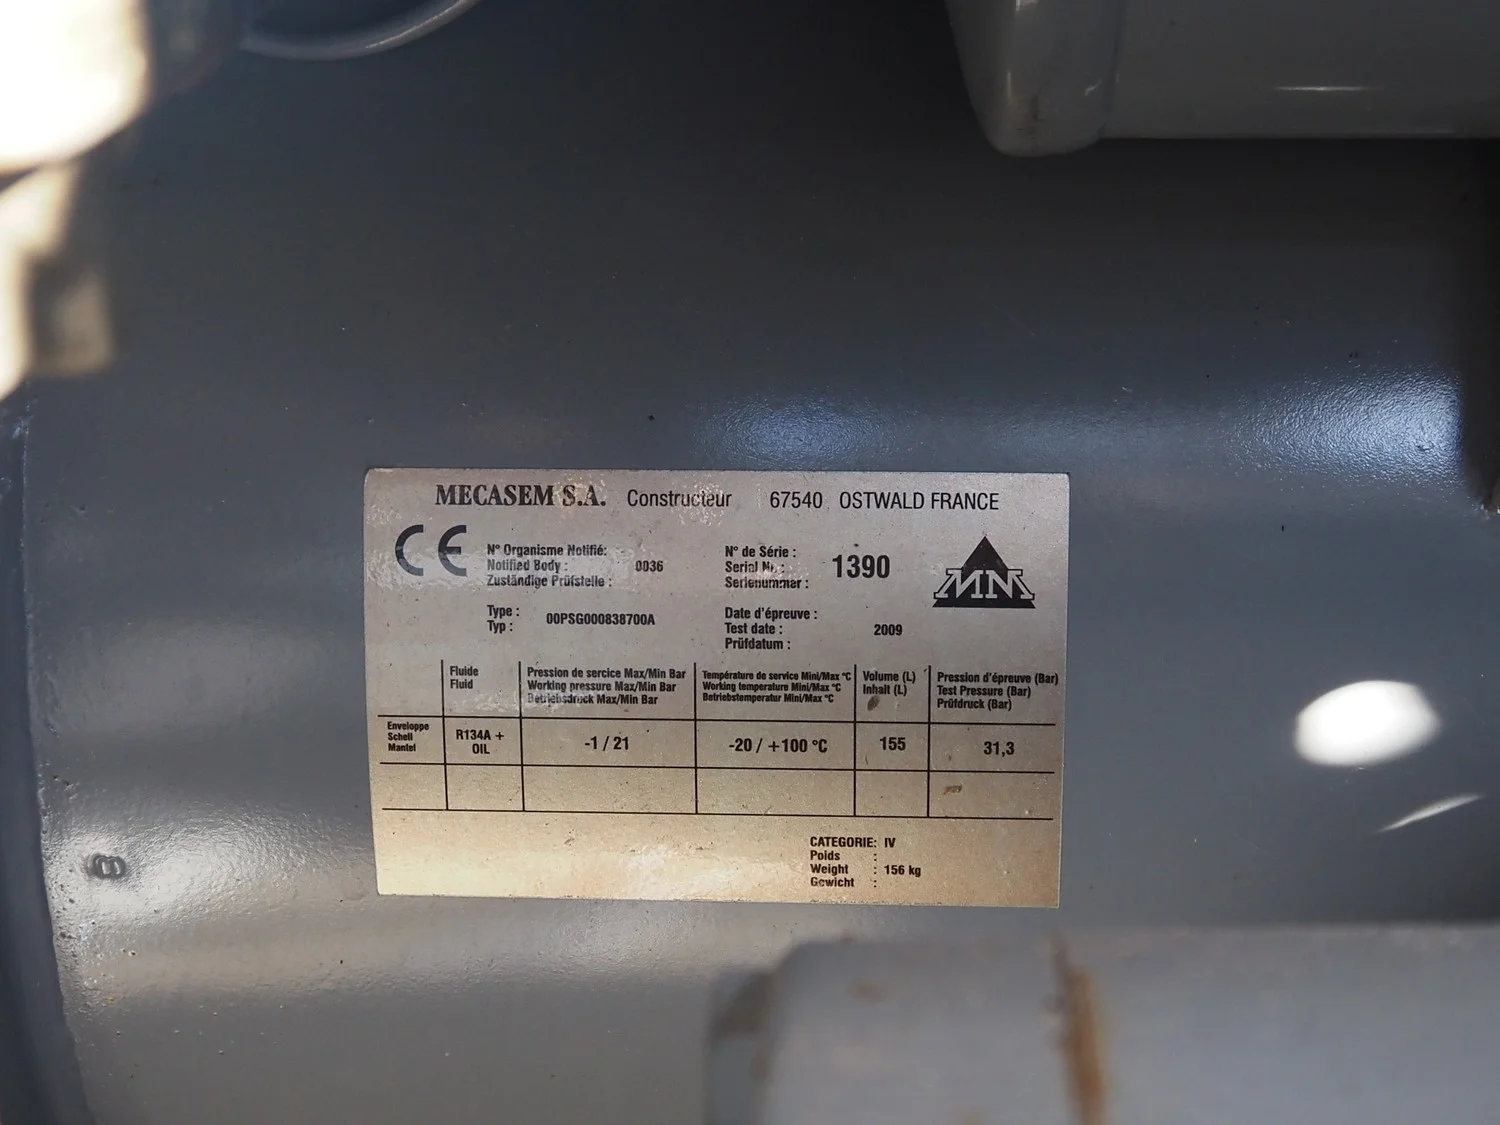 MECASEM S.A. Constructeur 67540 OSTWALD FRANCE
CE
N° Organisme Notifié:
Notified Body : 0036
Zuständige Prüfstelle :
N° de Série :
Serial Nr. : 1390
Serienummer :
MN
Type :
Typ : 00PSG000838700A
Date d'épreuve :
Test date : 2009
Prüfdatum :
Fluide
Fluid
Pression de sercice Max/Min Bar
Working pressure Max/Min Bar
Betriebsdruck Max/Min Bar
Température de service Mini/Max °C
Working temperature Mini/Max °C
Betriebstemperatur Mini/Max °C
Volume (L)
Inhalt (L)
Pression d'épreuve (Bar)
Test Pressure (Bar)
Prüfdruck (Bar)
Enveloppe
Schell
Mantel
R134A +
OIL
-1 / 21
-20 / +100 °C
155
31,3
CATEGORIE: IV
Poids :
Weight : 156 kg
Gewicht :